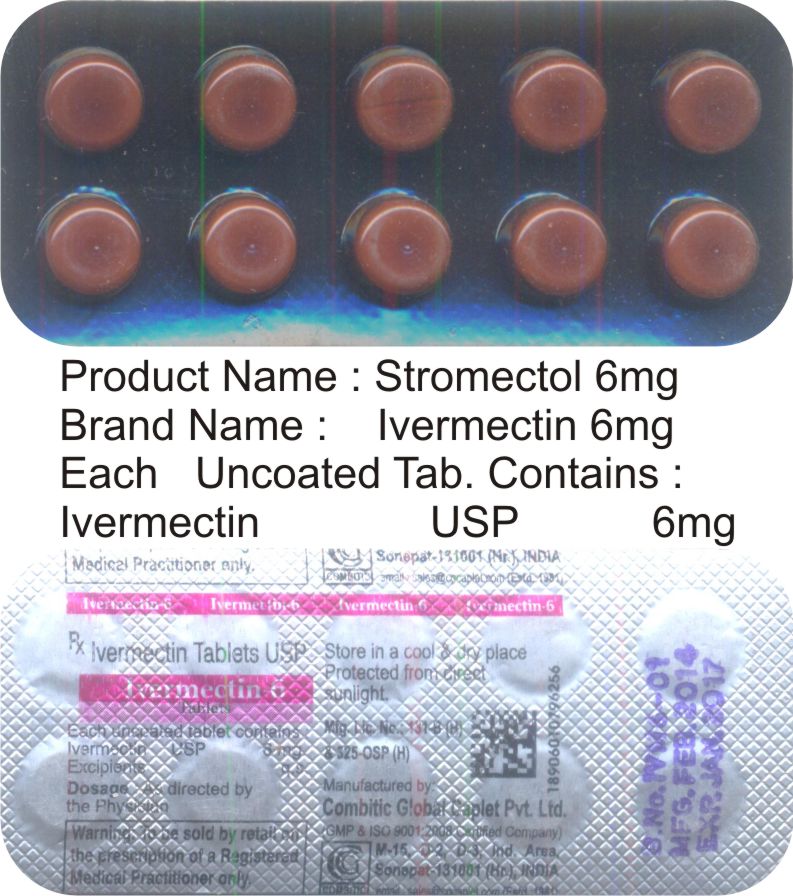 Product Name : Stromectol 6mg
Brand Name : Ivermectin 6mg
Each Uncoated Tab. Contains :
Ivermectin USP 6mg
Medical Practitioner only.
Sonepat-131001 (Hr.), INDIA
Ivermectin-6 Ivermectin-6 Ivermectin-6 Ivermectin-6
Rx Ivermectin Tablets USP
Ivermectin-6
Tablets
Each uncoated tablet contains
Ivermectin USP 6 mg
Excipients q.s
Dosage : As directed by
the Physician
Warning: To be sold by retail on
the prescription of a Registered
Medical Practitioner only.
Store in a cool & dry place
Protected from direct
sunlight.
Mfg. Lic. No.: 131-B (H)
& 325-OSP (H)
Manufactured by:
Combitic Global Caplet Pvt. Ltd.
(GMP & ISO 9001:2008 Certified Company)
M-15, D-2, D-3, Ind. Area,
Sonepat-131001 (Hr.), INDIA
MFG.FEB.2014
EXP.JAN.2017